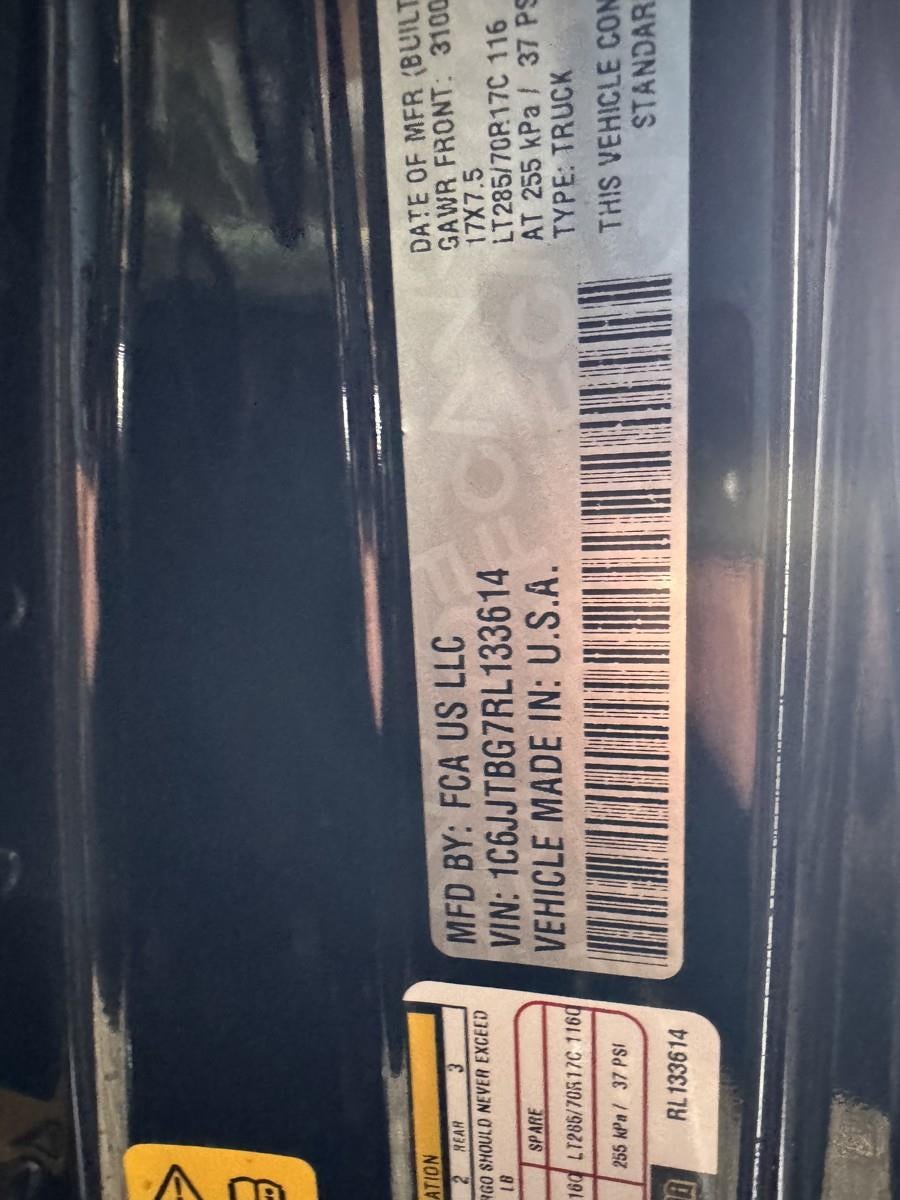 MFD BY: FCA US LLC
VIN: 1C6JJTBG7RL133614
VEHICLE MADE IN: U.S.A.
DATE OF MFR (BUILT
GAWR FRONT: 3100
17X7.5
LT285/70R17C 116
AT 255 kPa / 37 PS
TYPE: TRUCK
THIS VEHICLE CON
STANDAR
ATION
2 REAR 3
RGO SHOULD NEVER EXCEED
LB
SPARE
160 LT285/70R17C 116Q
255 kPa / 37 PSI
RL133614